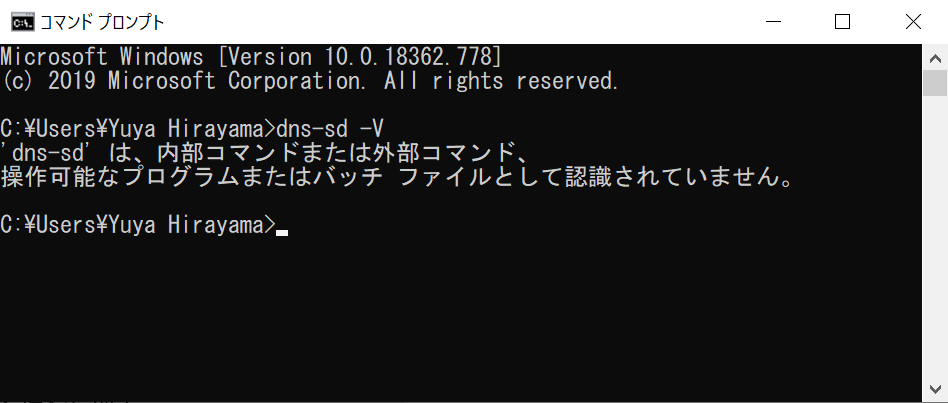 コマンド プロンプト
Microsoft Windows [Version 10.0.18362.778]
(c) 2019 Microsoft Corporation. All rights reserved.
C:¥Users¥Yuya Hirayama>dns-sd -V
'dns-sd' は、内部コマンドまたは外部コマンド、
操作可能なプログラムまたはバッチ ファイルとして認識されていません。
C:¥Users¥Yuya Hirayama>